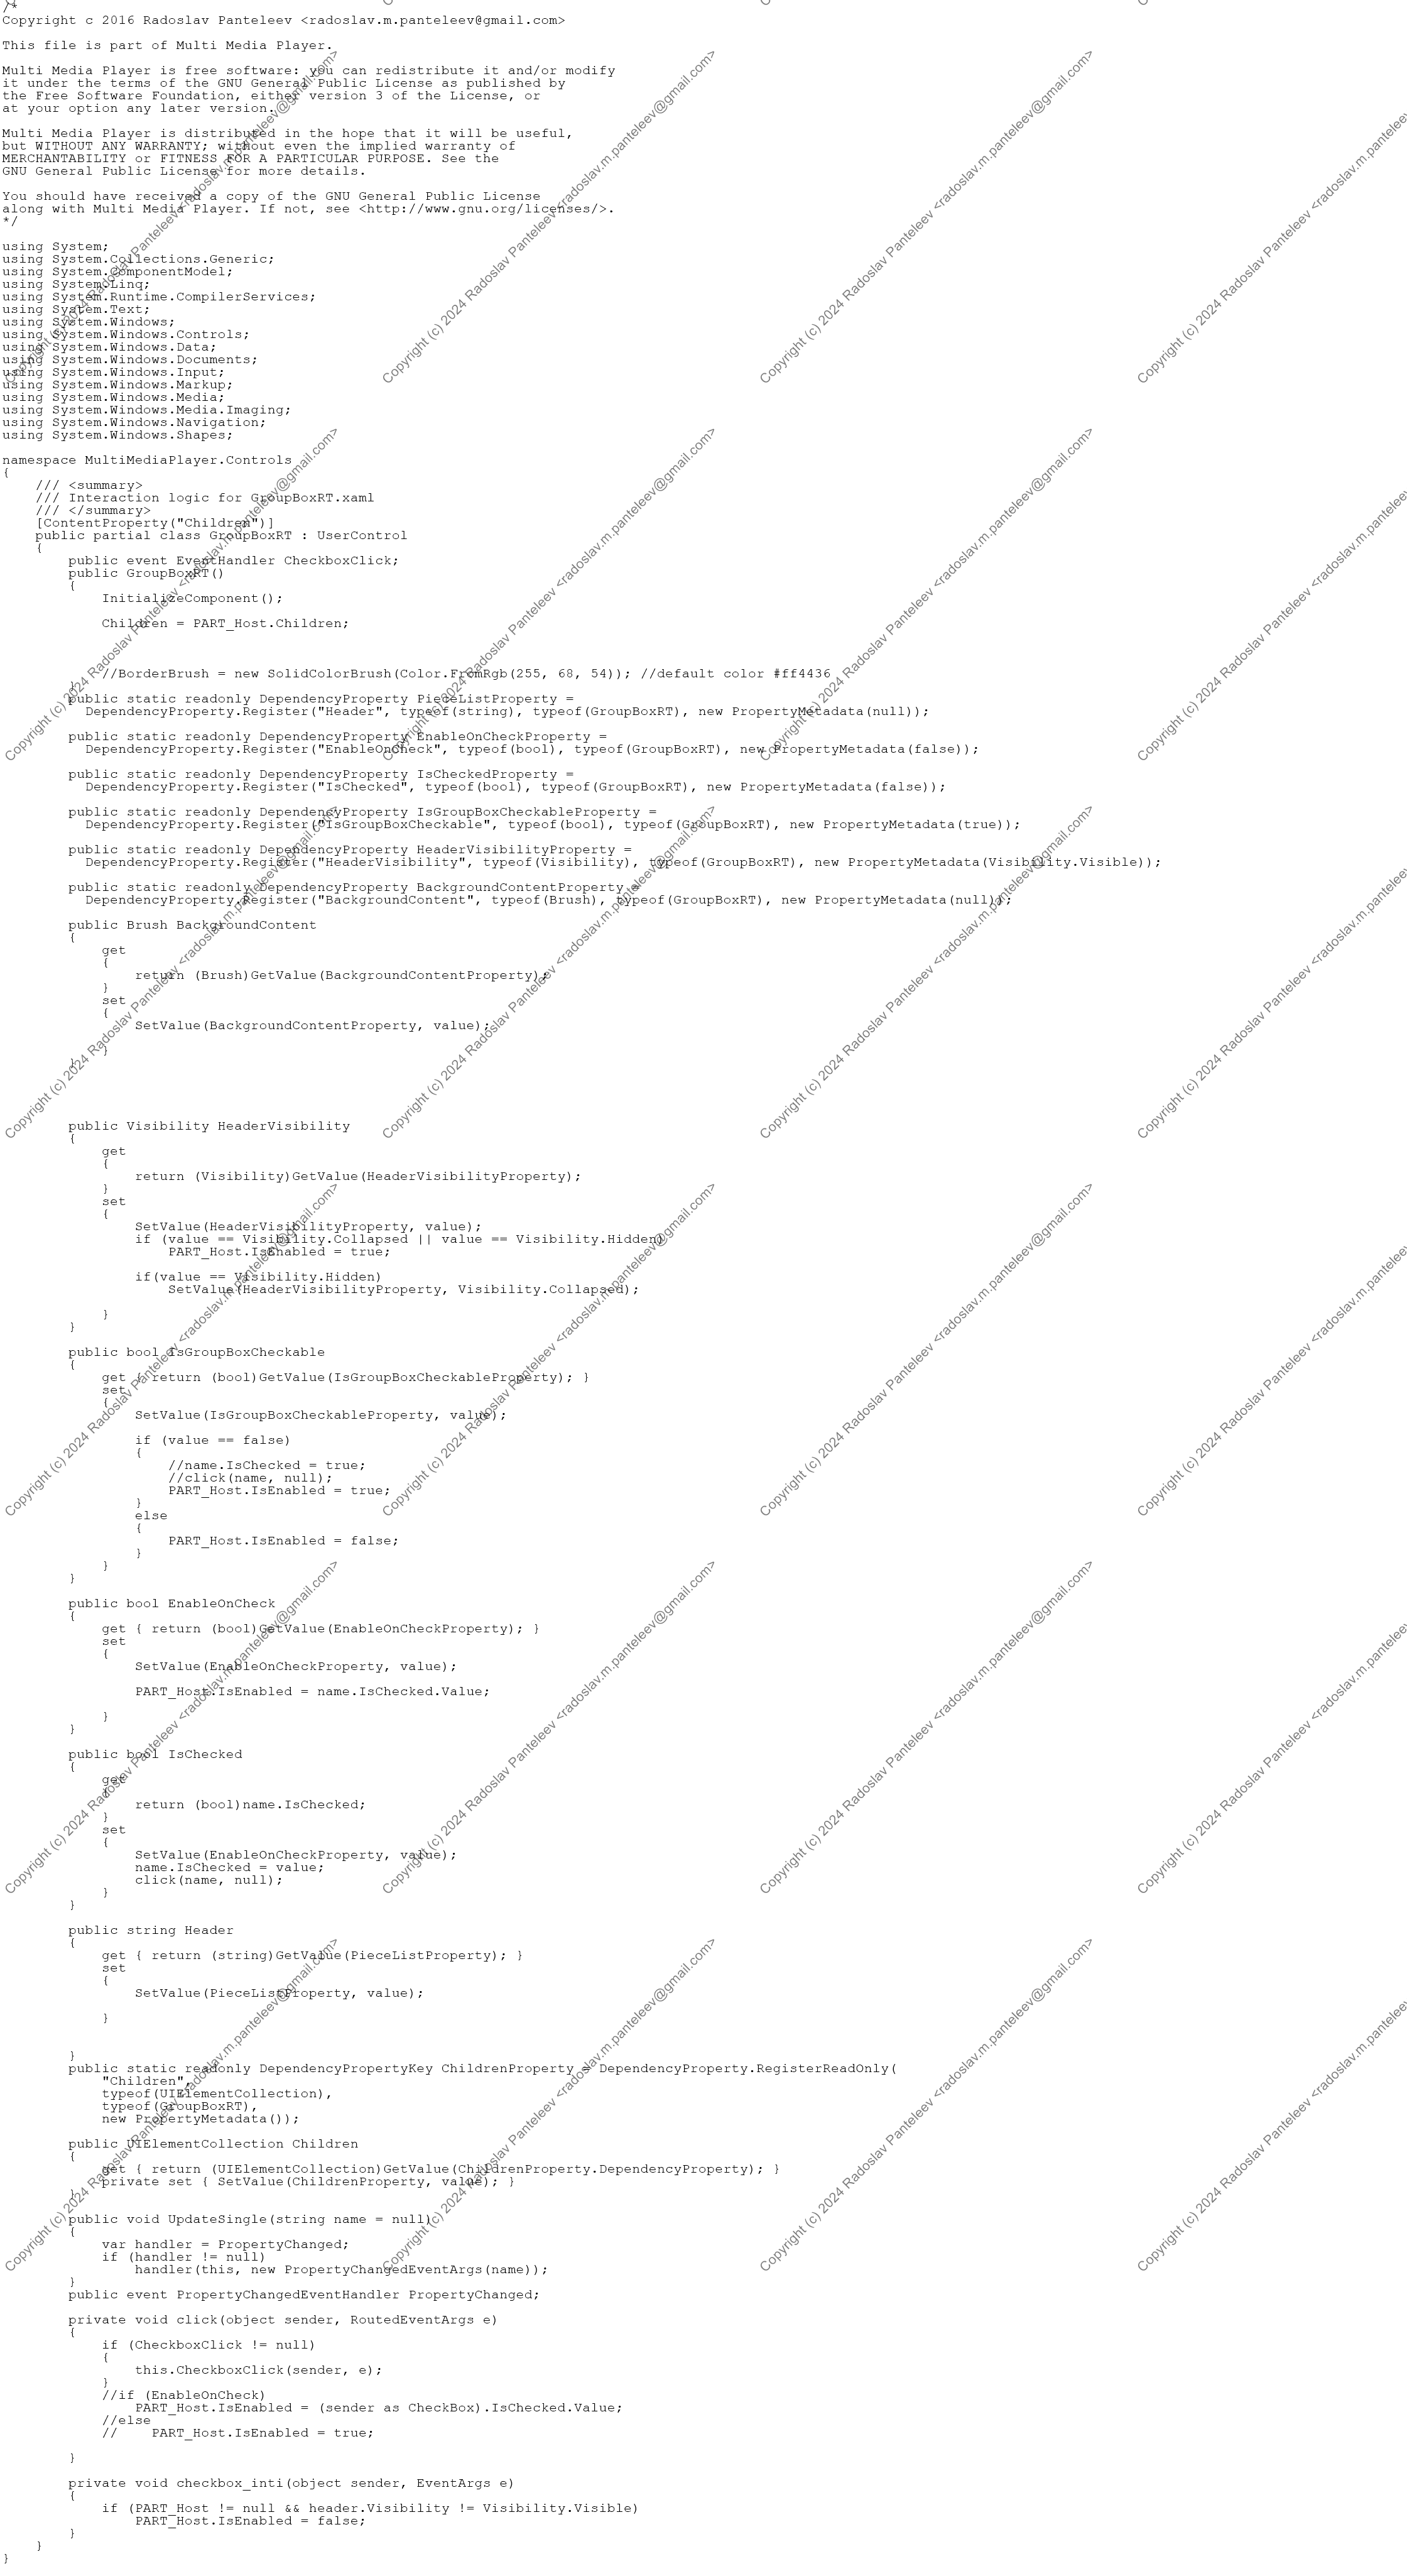 /*
Copyright c 2016 Radoslav Panteleev <radoslav.m.panteleev@gmail.com>

This file is part of Multi Media Player.

Multi Media Player is free software: you can redistribute it and/or modify
it under the terms of the GNU General Public License as published by
the Free Software Foundation, either version 3 of the License, or
at your option any later version.

Multi Media Player is distributed in the hope that it will be useful,
but WITHOUT ANY WARRANTY; without even the implied warranty of
MERCHANTABILITY or FITNESS FOR A PARTICULAR PURPOSE. See the
GNU General Public License for more details.

You should have received a copy of the GNU General Public License
along with Multi Media Player. If not, see <http://www.gnu.org/licenses/>.
*/

using System;
using System.Collections.Generic;
using System.ComponentModel;
using System.Linq;
using System.Runtime.CompilerServices;
using System.Text;
using System.Windows;
using System.Windows.Controls;
using System.Windows.Data;
using System.Windows.Documents;
using System.Windows.Input;
using System.Windows.Markup;
using System.Windows.Media;
using System.Windows.Media.Imaging;
using System.Windows.Navigation;
using System.Windows.Shapes;

namespace MultiMediaPlayer.Controls
{
    /// <summary>
    /// Interaction logic for GroupBoxRT.xaml
    /// </summary>
    [ContentProperty("Children")]
    public partial class GroupBoxRT : UserControl
    {
        public event EventHandler CheckboxClick;
        public GroupBoxRT()
        {
            InitializeComponent();

            Children = PART_Host.Children;

            //BorderBrush = new SolidColorBrush(Color.FromRgb(255, 68, 54)); //default color #ff4436
        }
        public static readonly DependencyProperty PieceListProperty =
          DependencyProperty.Register("Header", typeof(string), typeof(GroupBoxRT), new PropertyMetadata(null));

        public static readonly DependencyProperty EnableOnCheckProperty =
          DependencyProperty.Register("EnableOnCheck", typeof(bool), typeof(GroupBoxRT), new PropertyMetadata(false));

        public static readonly DependencyProperty IsCheckedProperty =
          DependencyProperty.Register("IsChecked", typeof(bool), typeof(GroupBoxRT), new PropertyMetadata(false));

        public static readonly DependencyProperty IsGroupBoxCheckableProperty =
          DependencyProperty.Register("IsGroupBoxCheckable", typeof(bool), typeof(GroupBoxRT), new PropertyMetadata(true));

        public static readonly DependencyProperty HeaderVisibilityProperty =
          DependencyProperty.Register("HeaderVisibility", typeof(Visibility), typeof(GroupBoxRT), new PropertyMetadata(Visibility.Visible));

        public static readonly DependencyProperty BackgroundContentProperty =
          DependencyProperty.Register("BackgroundContent", typeof(Brush), typeof(GroupBoxRT), new PropertyMetadata(null));

        public Brush BackgroundContent
        {
            get
            {
                return (Brush)GetValue(BackgroundContentProperty);
            }
            set
            {
                SetValue(BackgroundContentProperty, value);

            }
        }

        public Visibility HeaderVisibility
        {
            get
            {
                return (Visibility)GetValue(HeaderVisibilityProperty);
            }
            set
            {
                SetValue(HeaderVisibilityProperty, value);
                if (value == Visibility.Collapsed || value == Visibility.Hidden)
                    PART_Host.IsEnabled = true;

                if(value == Visibility.Hidden)
                    SetValue(HeaderVisibilityProperty, Visibility.Collapsed);

            }
        }

        public bool IsGroupBoxCheckable
        {
            get { return (bool)GetValue(IsGroupBoxCheckableProperty); }
            set
            {
                SetValue(IsGroupBoxCheckableProperty, value);

                if (value == false)
                {
                    //name.IsChecked = true;
                    //click(name, null);
                    PART_Host.IsEnabled = true;
                }
                else
                {
                    PART_Host.IsEnabled = false;
                }
            }
        }

        public bool EnableOnCheck
        {
            get { return (bool)GetValue(EnableOnCheckProperty); }
            set
            {
                SetValue(EnableOnCheckProperty, value);

                PART_Host.IsEnabled = name.IsChecked.Value;

            }
        }

        public bool IsChecked
        {
            get
            {
                return (bool)name.IsChecked;
            }
            set
            {
                SetValue(EnableOnCheckProperty, value);
                name.IsChecked = value;
                click(name, null);
            }
        }

        public string Header
        {
            get { return (string)GetValue(PieceListProperty); }
            set
            {
                SetValue(PieceListProperty, value);

            }

        }
        public static readonly DependencyPropertyKey ChildrenProperty = DependencyProperty.RegisterReadOnly(
            "Children",
            typeof(UIElementCollection),
            typeof(GroupBoxRT),
            new PropertyMetadata());

        public UIElementCollection Children
        {
            get { return (UIElementCollection)GetValue(ChildrenProperty.DependencyProperty); }
            private set { SetValue(ChildrenProperty, value); }
        }

        public void UpdateSingle(string name = null)
        {
            var handler = PropertyChanged;
            if (handler != null)
                handler(this, new PropertyChangedEventArgs(name));
        }
        public event PropertyChangedEventHandler PropertyChanged;

        private void click(object sender, RoutedEventArgs e)
        {
            if (CheckboxClick != null)
            {
                this.CheckboxClick(sender, e);
            }
            //if (EnableOnCheck)
                PART_Host.IsEnabled = (sender as CheckBox).IsChecked.Value;
            //else
            //    PART_Host.IsEnabled = true;

        }

        private void checkbox_inti(object sender, EventArgs e)
        {
            if (PART_Host != null && header.Visibility != Visibility.Visible)
                PART_Host.IsEnabled = false;
        }
    }
}
Copyright (c) 2024 Radoslav Panteleev <radoslav.m.panteleev@gmail.com>